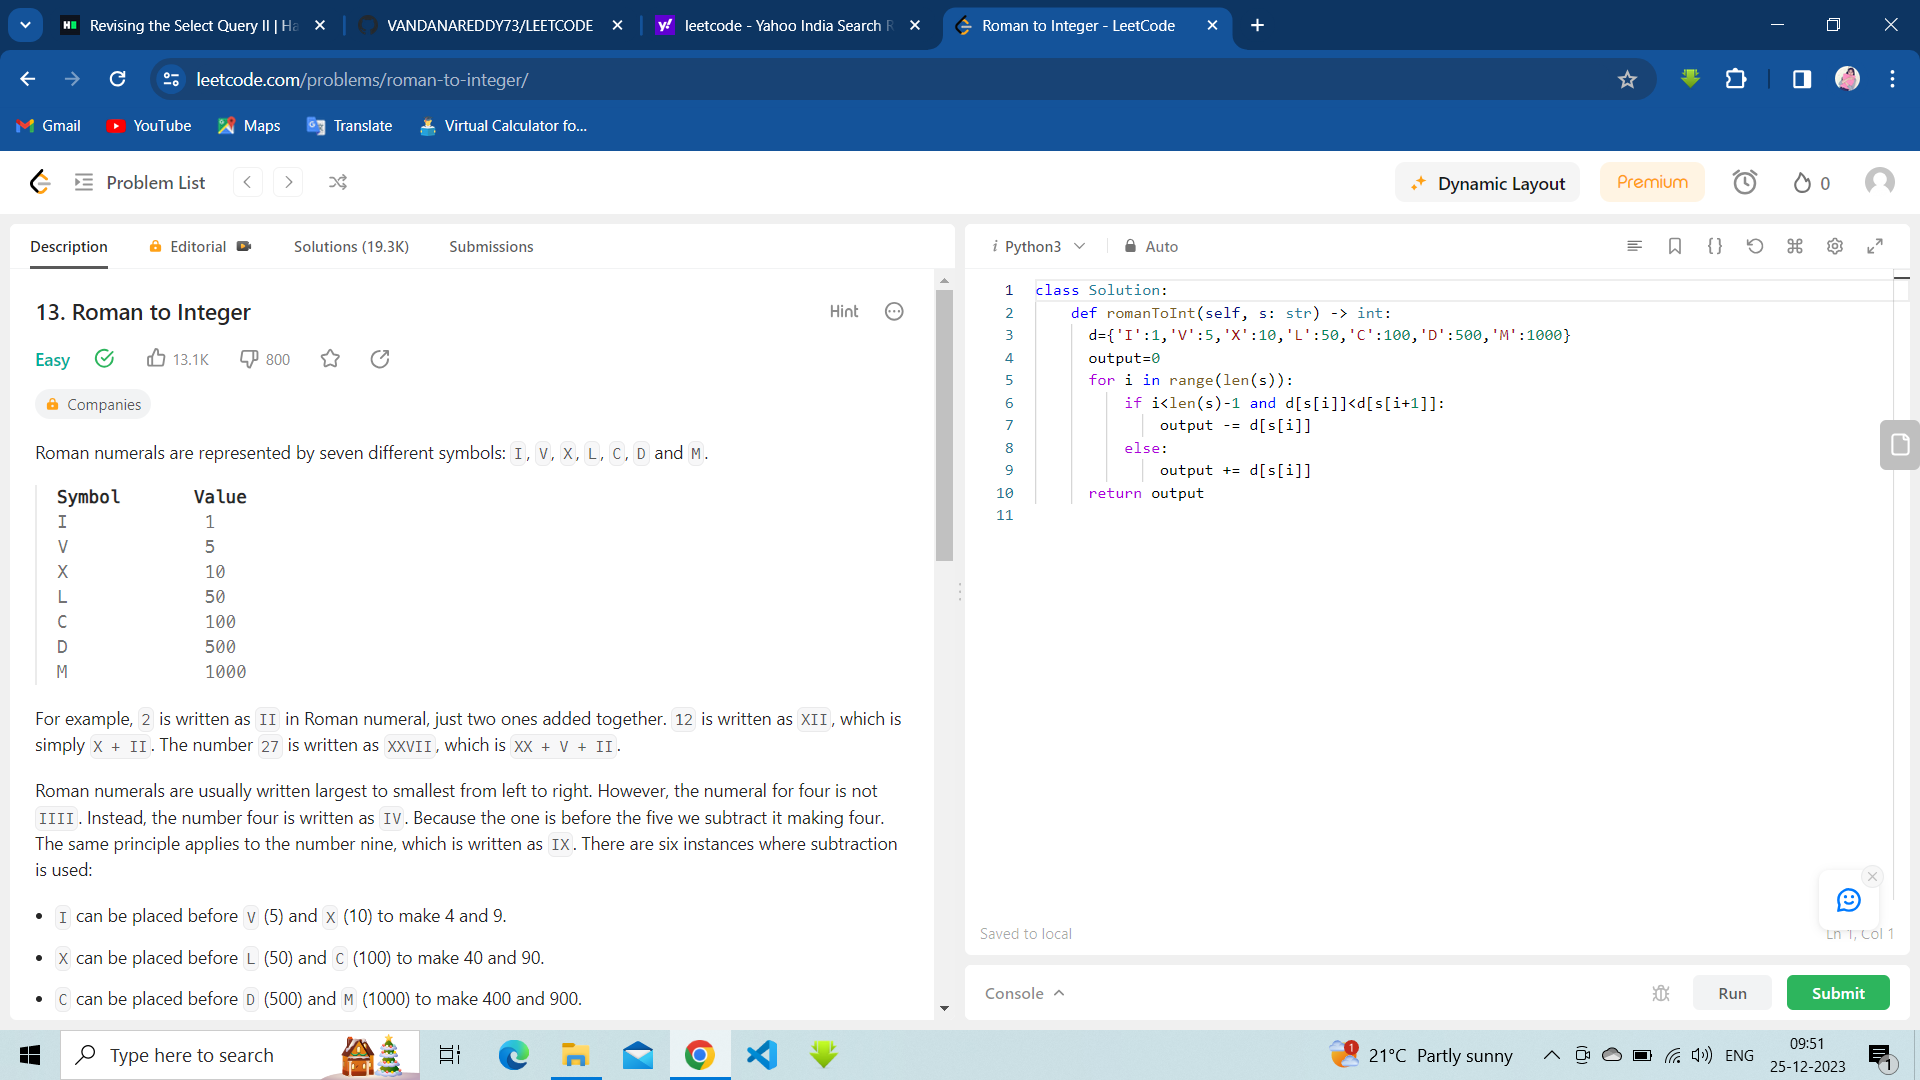 Revising the Select Query II | Ha
VANDANAREDDY73/LEETCODE
leetcode - Yahoo India Search R
Roman to Integer - LeetCode
leetcode.com/problems/roman-to-integer/
Gmail
YouTube
Maps
Translate
Virtual Calculator fo...
Problem List
Dynamic Layout
Premium
0
Description
Editorial
Solutions (19.3K)
Submissions
13. Roman to Integer
Hint
Easy
13.1K
800
Companies
Roman numerals are represented by seven different symbols: I, V, X, L, C, D and M.
Symbol Value
I 1
V 5
X 10
L 50
C 100
D 500
M 1000
For example, 2 is written as II in Roman numeral, just two ones added together. 12 is written as XII, which is
simply X + II. The number 27 is written as XXVII, which is XX + V + II.
Roman numerals are usually written largest to smallest from left to right. However, the numeral for four is not
IIII. Instead, the number four is written as IV. Because the one is before the five we subtract it making four.
The same principle applies to the number nine, which is written as IX. There are six instances where subtraction
is used:
• I can be placed before V (5) and X (10) to make 4 and 9.
• X can be placed before L (50) and C (100) to make 40 and 90.
• C can be placed before D (500) and M (1000) to make 400 and 900.
i Python3
Auto
1 class Solution:
2 def romanToInt(self, s: str) -> int:
3 d={'I':1,'V':5,'X':10,'L':50,'C':100,'D':500,'M':1000}
4 output=0
5 for i in range(len(s)):
6 if i<len(s)-1 and d[s[i]]<d[s[i+1]]:
7 output -= d[s[i]]
8 else:
9 output += d[s[i]]
10 return output
11
Saved to local
Ln 1, Col 1
Console
Run
Submit
Type here to search
1
21°C Partly sunny
ENG
09:51
25-12-2023
1